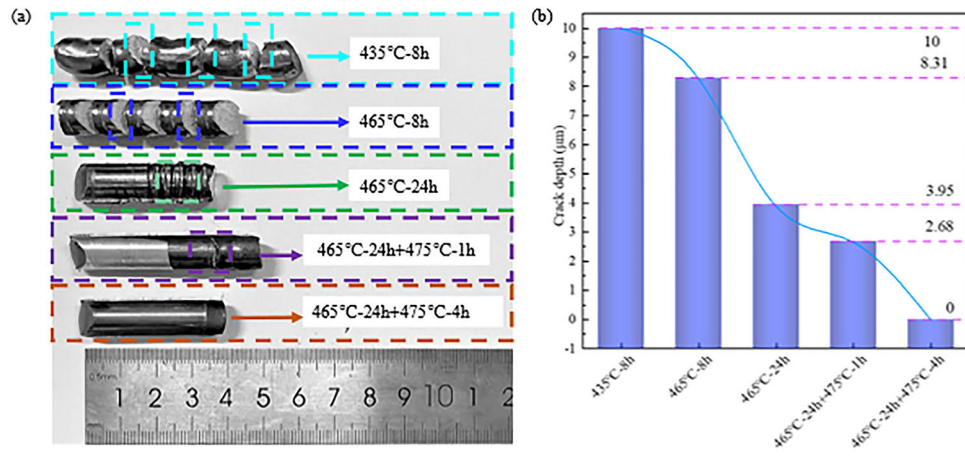 (a)
435°C-8h
465°C-8h
465°C-24h
465°C-24h+475°C-1h
465°C-24h+475°C-4h
0.5mm
1 2 3 4 5 6 7 8 9 10 1 2
(b)
Crack depth (μm)
10
9
8
7
6
5
4
3
2
1
0
-1
10
8.31
3.95
2.68
0
435°C-8h
465°C-8h
465°C-24h
465°C-24h+475°C-1h
465°C-24h+475°C-4h